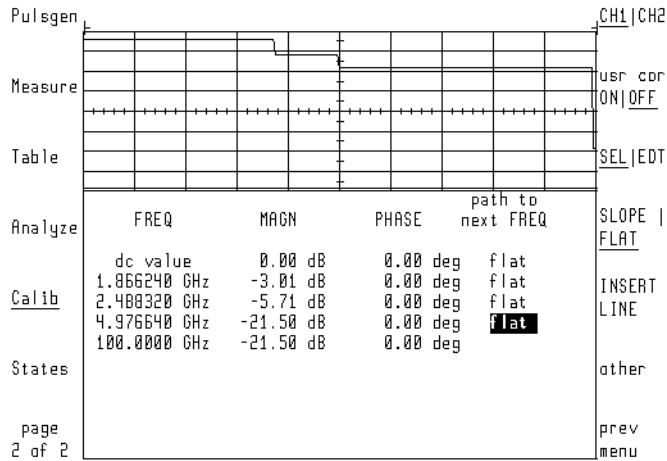 Pulsgen
CH1|CH2
Measure
usr cor
ON|OFF
Table
SEL|EDT
Analyze
SLOPE |
FLAT
FREQ MAGN PHASE path to next FREQ
dc value 0.00 dB 0.00 deg flat
1.866240 GHz -3.01 dB 0.00 deg flat
2.488320 GHz -5.71 dB 0.00 deg flat
4.976640 GHz -21.50 dB 0.00 deg flat
100.0000 GHz -21.50 dB 0.00 deg
Calib
INSERT
LINE
States
other
page
2 of 2
prev
menu